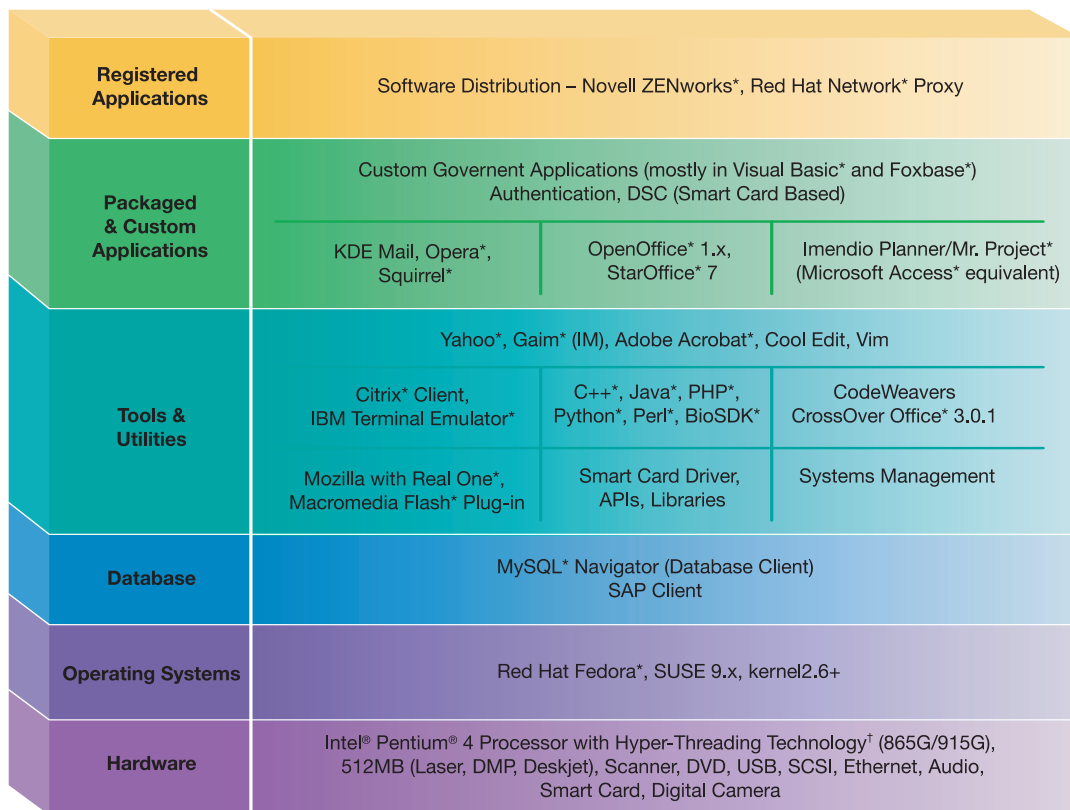 Registered
Applications
Software Distribution – Novell ZENworks*, Red Hat Network* Proxy
Packaged
& Custom
Applications
Custom Governent Applications (mostly in Visual Basic* and Foxbase*)
Authentication, DSC (Smart Card Based)
KDE Mail, Opera*,
Squirrel*
OpenOffice* 1.x,
StarOffice* 7
Imendio Planner/Mr. Project*
(Microsoft Access* equivalent)
Tools &
Utilities
Yahoo*, Gaim* (IM), Adobe Acrobat*, Cool Edit, Vim
Citrix* Client,
IBM Terminal Emulator*
C++*, Java*, PHP*,
Python*, Perl*, BioSDK*
CodeWeavers
CrossOver Office* 3.0.1
Mozilla with Real One*,
Macromedia Flash* Plug-in
Smart Card Driver,
APIs, Libraries
Systems Management
Database
MySQL* Navigator (Database Client)
SAP Client
Operating Systems
Red Hat Fedora*, SUSE 9.x, kernel2.6+
Hardware
Intel® Pentium® 4 Processor with Hyper-Threading Technology† (865G/915G),
512MB (Laser, DMP, Deskjet), Scanner, DVD, USB, SCSI, Ethernet, Audio,
Smart Card, Digital Camera